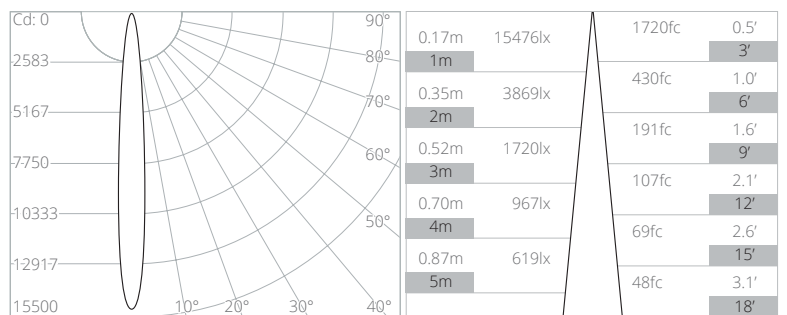 Cd: 0
2583
5167
7750
10333
12917
15500
90°
80°
70°
60°
50°
10° 20° 30° 40°
0.17m 15476lx
1m
0.35m 3869lx
2m
0.52m 1720lx
3m
0.70m 967lx
4m
0.87m 619lx
5m
1720fc 0.5’
3’
430fc 1.0’
6’
191fc 1.6’
9’
107fc 2.1’
12’
69fc 2.6’
15’
48fc 3.1’
18’